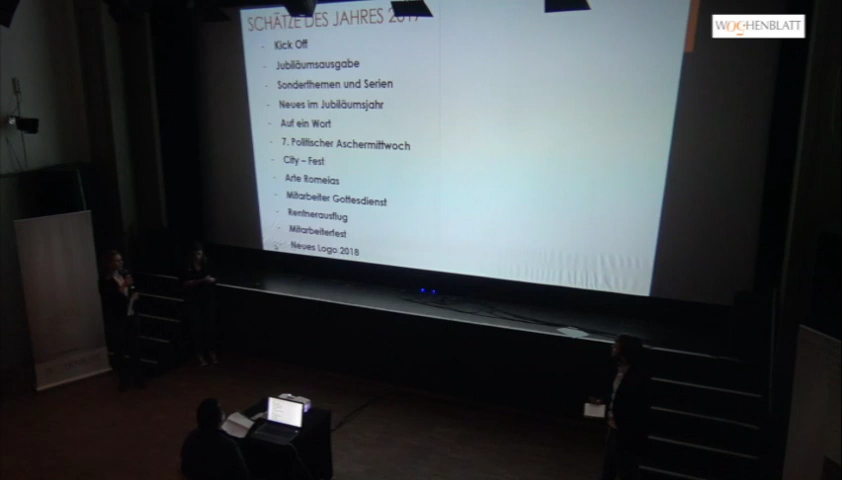 SCHÄTZE DES JAHRES 2017
WOCHENBLATT
- Kick Off
- Jubiläumsausgabe
- Sonderthemen und Serien
- Neues im Jubiläumsjahr
- Auf ein Wort
- 7. Politischer Aschermittwoch
- City – Fest
- Arte Romeias
- Mitarbeiter Gottesdienst
- Rentnerausflug
- Mitarbeiterfest
- Neues Logo 2018